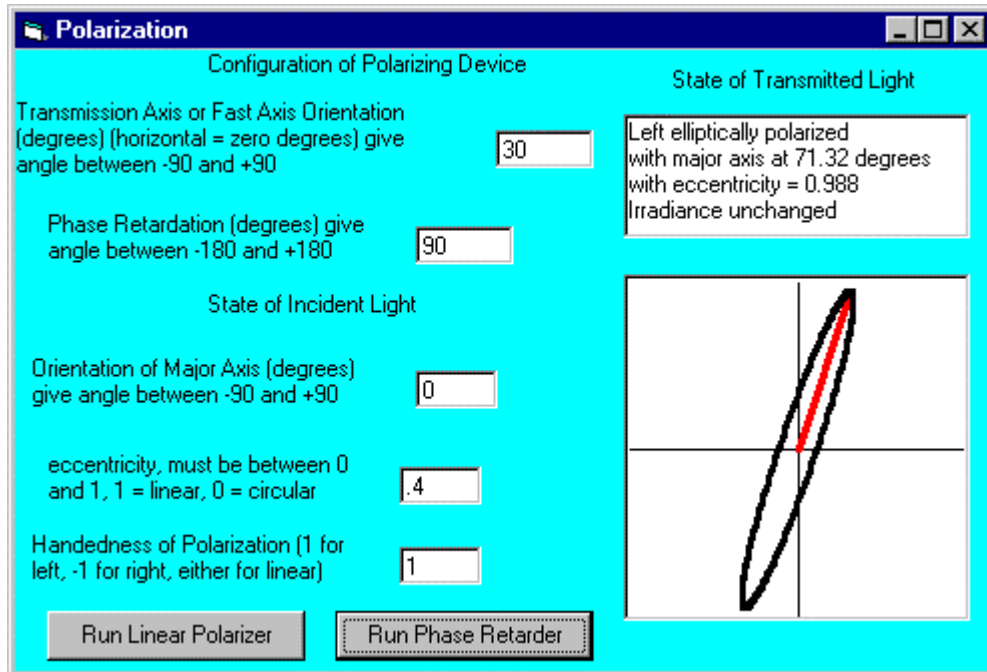 Polarization
Configuration of Polarizing Device
Transmission Axis or Fast Axis Orientation
(degrees) (horizontal = zero degrees) give
angle between -90 and +90
30
Phase Retardation (degrees) give
angle between -180 and +180
90
State of Incident Light
Orientation of Major Axis (degrees)
give angle between -90 and +90
0
eccentricity, must be between 0
and 1, 1 = linear, 0 = circular
.4
Handedness of Polarization (1 for
left, -1 for right, either for linear)
1
Run Linear Polarizer
Run Phase Retarder
State of Transmitted Light
Left elliptically polarized
with major axis at 71.32 degrees
with eccentricity = 0.988
Irradiance unchanged